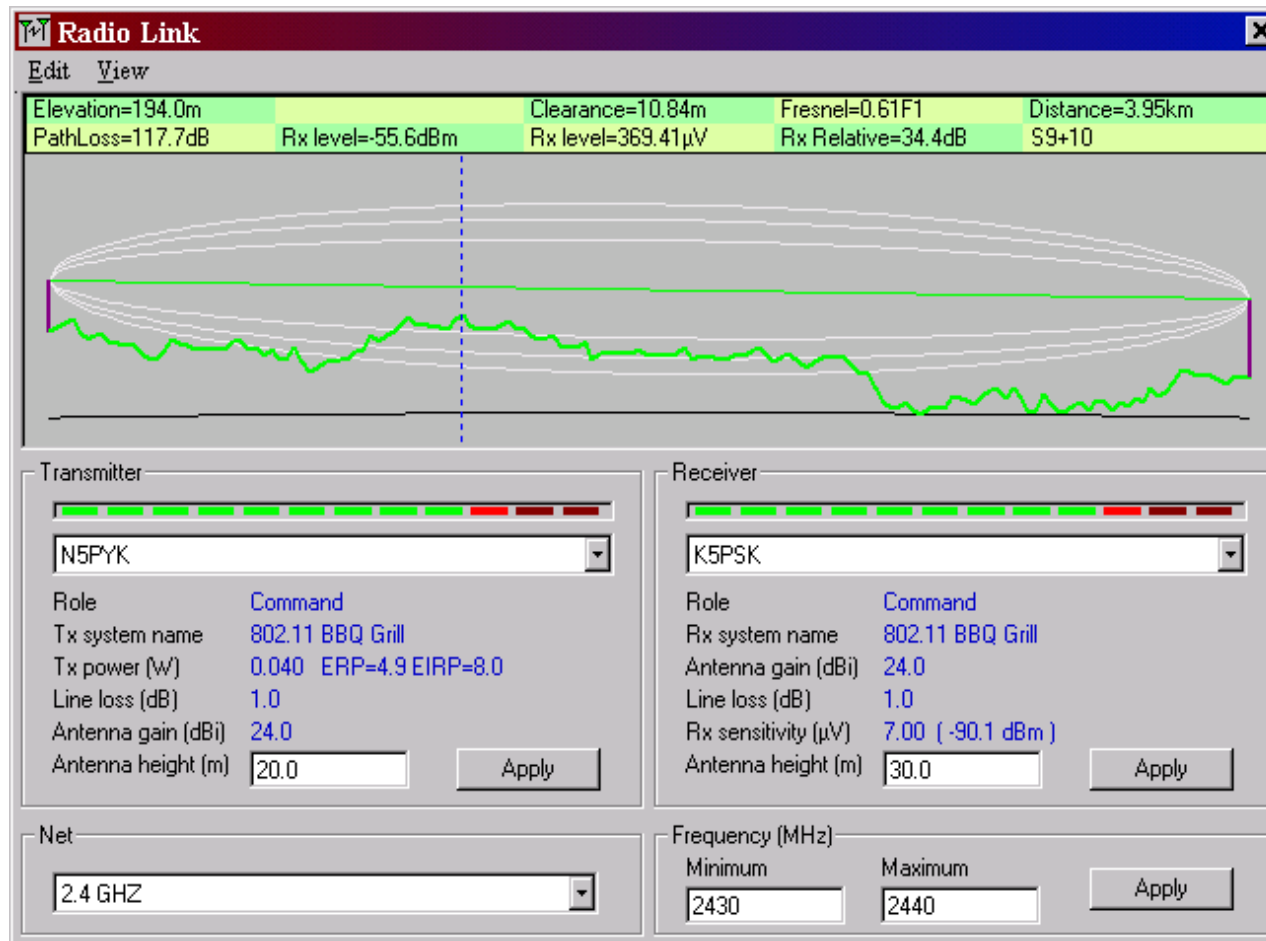 Radio Link
Edit View
Elevation=194.0m Clearance=10.84m Fresnel=0.61F1 Distance=3.95km
PathLoss=117.7dB Rx level=-55.6dBm Rx level=369.41µV Rx Relative=34.4dB S9+10
Transmitter
N5PYK
Role Command
Tx system name 802.11 BBQ Grill
Tx power (W) 0.040 ERP=4.9 EIRP=8.0
Line loss (dB) 1.0
Antenna gain (dBi) 24.0
Antenna height (m) 20.0 Apply
Receiver
K5PSK
Role Command
Rx system name 802.11 BBQ Grill
Antenna gain (dBi) 24.0
Line loss (dB) 1.0
Rx sensitivity (µV) 7.00 ( -90.1 dBm )
Antenna height (m) 30.0 Apply
Net
2.4 GHZ
Frequency (MHz)
Minimum Maximum
2430 2440 Apply